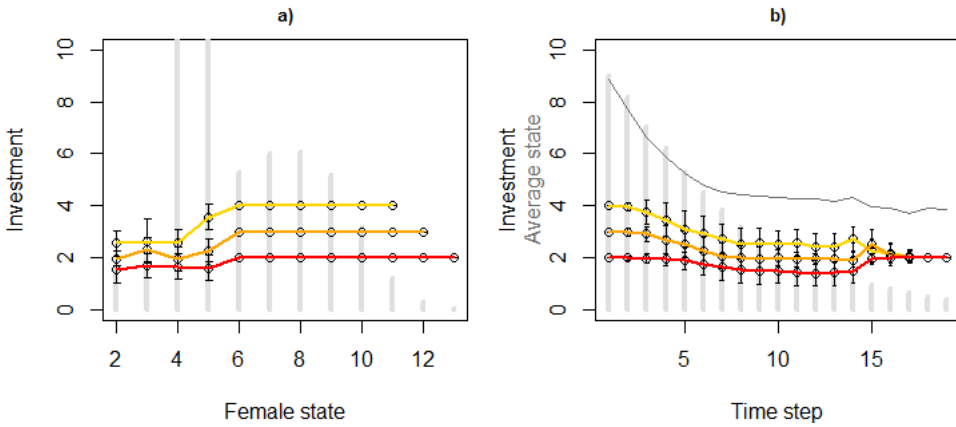 a)
Investment
10
8
6
4
2
0
2 4 6 8 10 12
Female state
b)
Investment
Average state
10
8
6
4
2
0
5 10 15
Time step